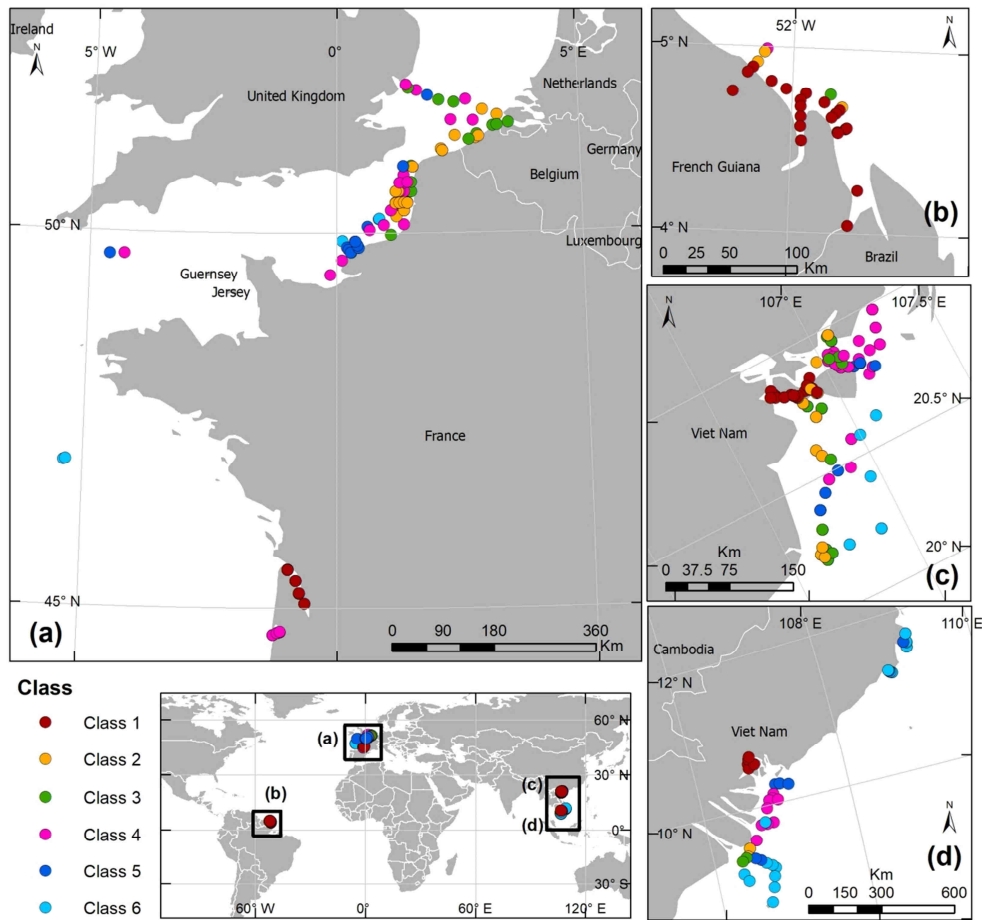 Ireland
N
5° W
0°
5° E
Netherlands
United Kingdom
Germany
Belgium
Luxembourg
50° N
Guernsey
Jersey
France
45° N
(a)
0 90 180 360
Km
52° W
5° N
N
French Guiana
(b)
4° N
Brazil
0 25 50 100
Km
107° E
107.5° E
N
20.5° N
Viet Nam
Km
0 37.5 75 150
20° N
(c)
108° E
110° E
Cambodia
12° N
Viet Nam
N
10° N
(d)
0 150 300 600
Km
Class
Class 1
Class 2
Class 3
Class 4
Class 5
Class 6
(a)
(b)
(c)
(d)
60° N
30° N
0°
30° S
60° W
0°
60° E
120° E